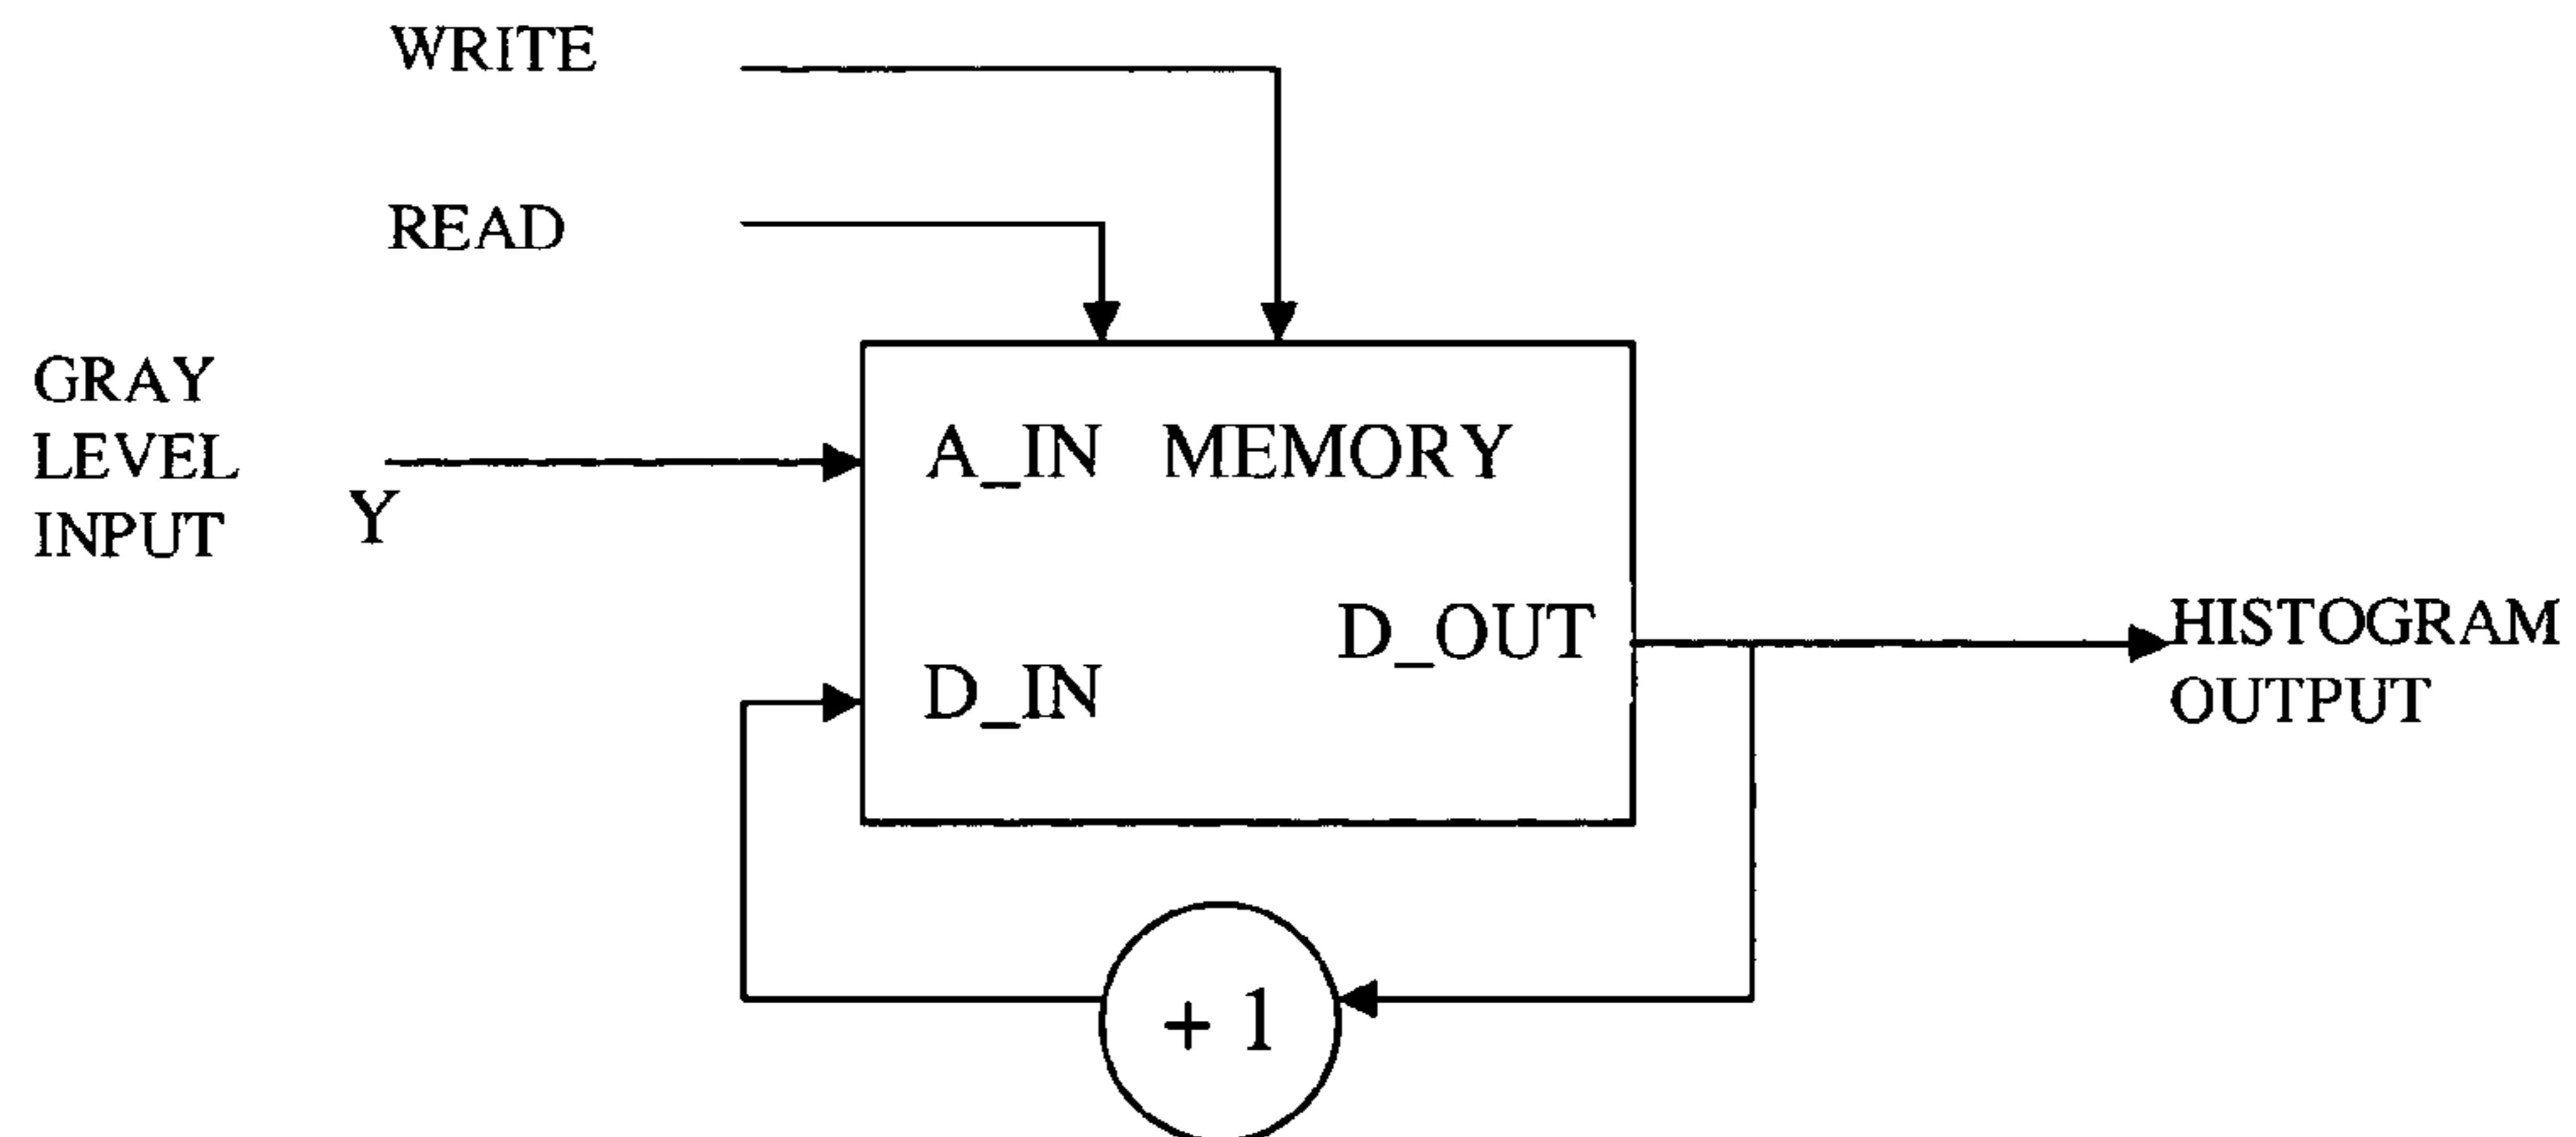 WRITE
READ
GRAY
LEVEL
INPUT
Y
A_IN MEMORY
D_OUT
D_IN
HISTOGRAM
OUTPUT
+ 1